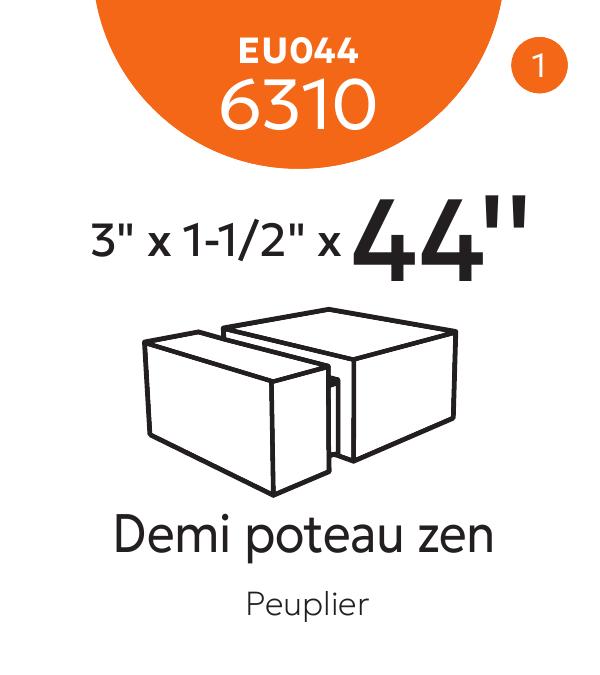 EU044
6310
1
3" x 1-1/2" x 44"
Demi poteau zen
Peuplier